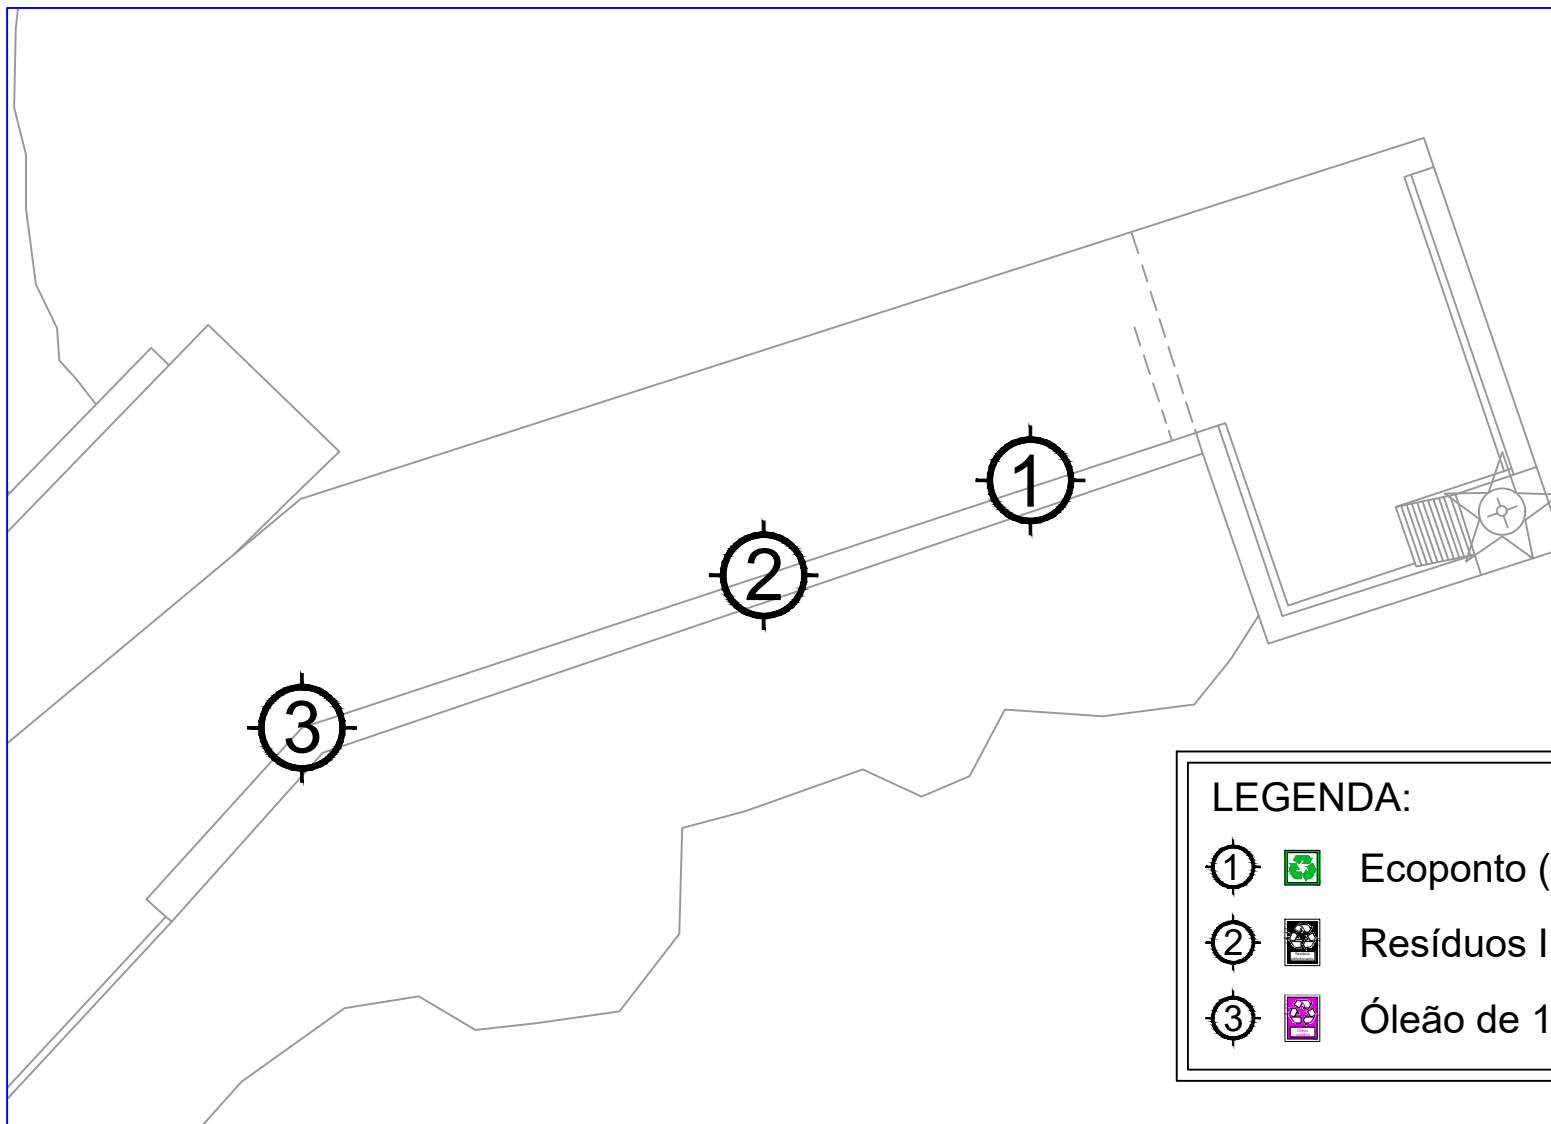 1
2
3
LEGENDA:
1 Ecoponto (
2 Resíduos I
3 Óleão de 1